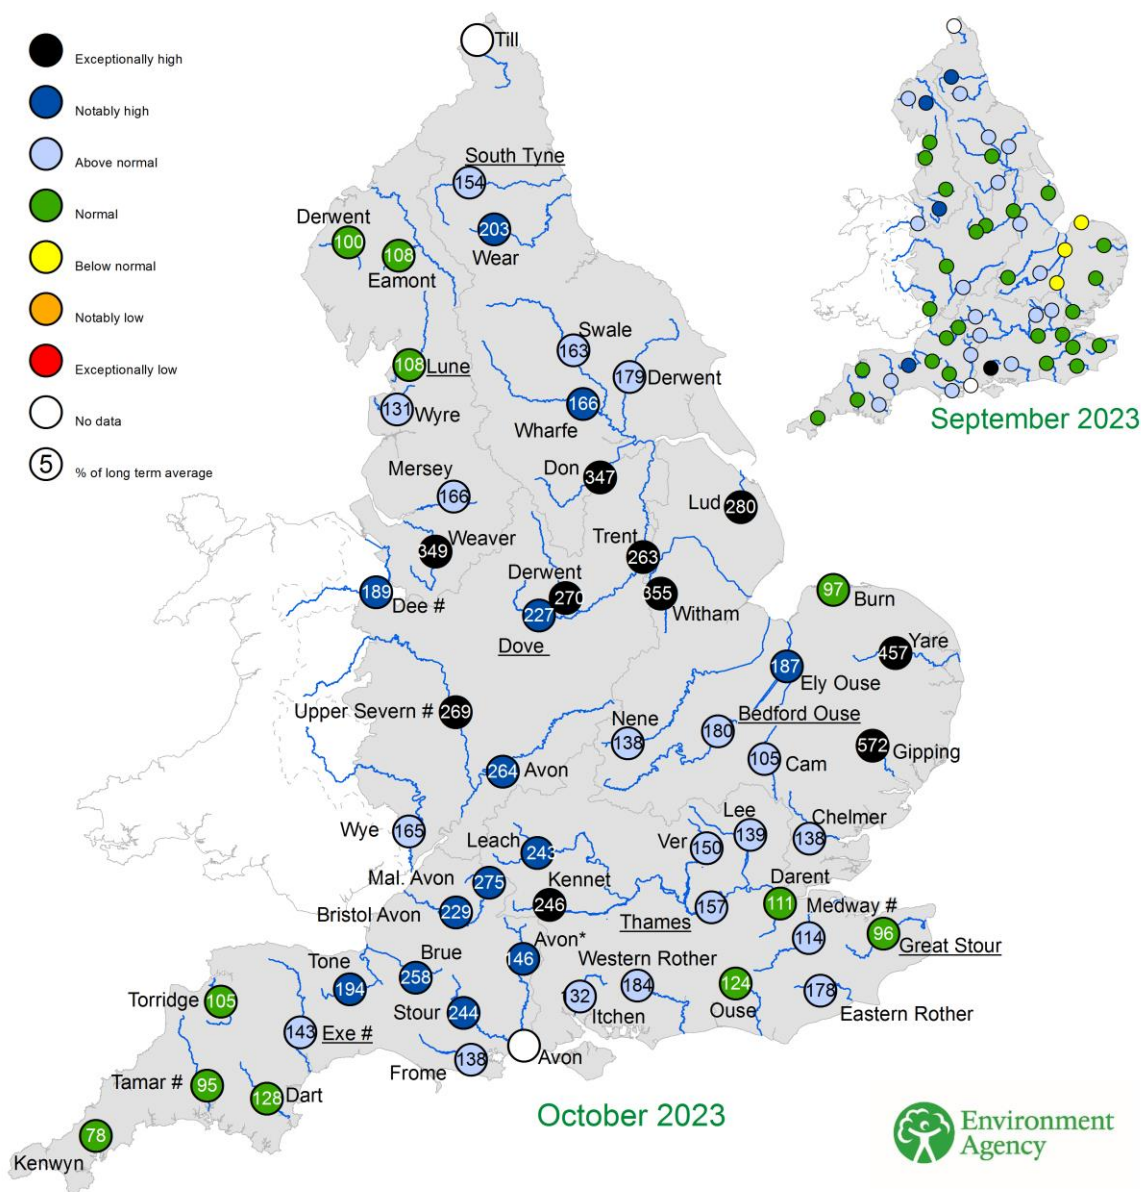 Exceptionally high
Notably high
Above normal
Normal
Below normal
Notably low
Exceptionally low
No data
5 % of long term average
Till
South Tyne
154
Derwent
100
108
Eamont
203
Wear
Swale
163
108 Lune
179 Derwent
131
Wyre
166
Wharfe
September 2023
Mersey
166
Don
347
Lud 280
Weaver
349
Trent
263
Derwent
270
189
Dee #
227
Dove
355
Witham
97
Burn
Yare
457
187
Ely Ouse
Upper Severn # 269
Nene
138
Bedford Ouse
180
572 Gipping
105 Cam
264 Avon
Wye 165
Leach
243
Ver 150
Lee
139
Chelmer
138
Mal. Avon
275
Kennet
246
Darent
111
Bristol Avon 229
Thames
157
Medway #
114
96
Great Stour
Avon*
146
Brue
258
Tone
194
Western Rother
184
132
Itchen
124
Ouse
178
Eastern Rother
Torridge 105
Stour 244
143 Exe #
Avon
Frome 138
Tamar # 95
128 Dart
78
Kenwyn
October 2023
Environment
Agency